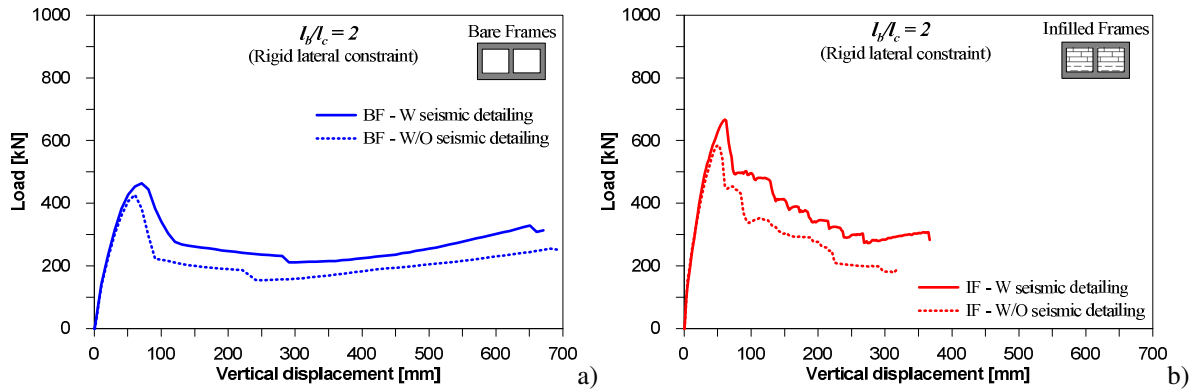 l_b/l_c = 2
(Rigid lateral constraint)
Bare Frames
BF - W seismic detailing
BF - W/O seismic detailing
Load [kN]
1000
800
600
400
200
0
0 100 200 300 400 500 600 700
Vertical displacement [mm]
a)
l_b/l_c = 2
(Rigid lateral constraint)
Infilled Frames
IF - W seismic detailing
IF - W/O seismic detailing
Load [kN]
1000
800
600
400
200
0
0 100 200 300 400 500 600 700
Vertical displacement [mm]
b)